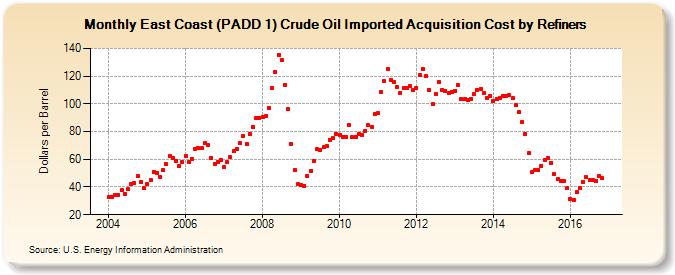 Monthly East Coast (PADD 1) Crude Oil Imported Acquisition Cost by Refiners
Dollars per Barrel
140
120
100
80
60
40
20
2004 2006 2008 2010 2012 2014 2016
Source: U.S. Energy Information Administration